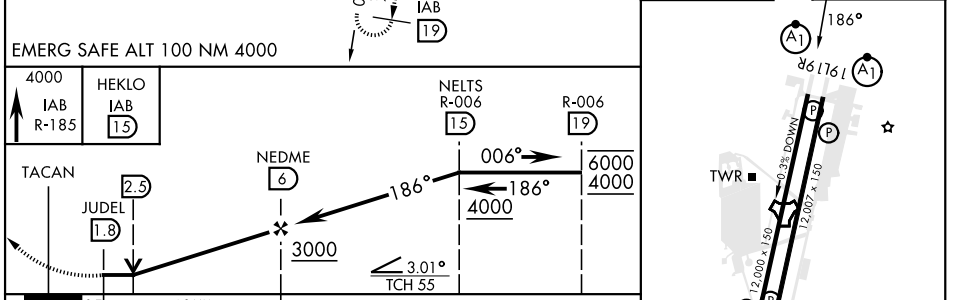 IAB
19
EMERG SAFE ALT 100 NM 4000
4000
IAB
R-185
HEKLO
IAB
15
NELTS
R-006
15
R-006
19
TACAN
2.5
JUDEL
1.8
NEDME
6
186°
006°
186°
6000
4000
4000
3000
3.01°
TCH 55
186°
A1
19L19R
A1
P
P
0.3% DOWN
TWR
12,007 x 150
12,000 x 150
P